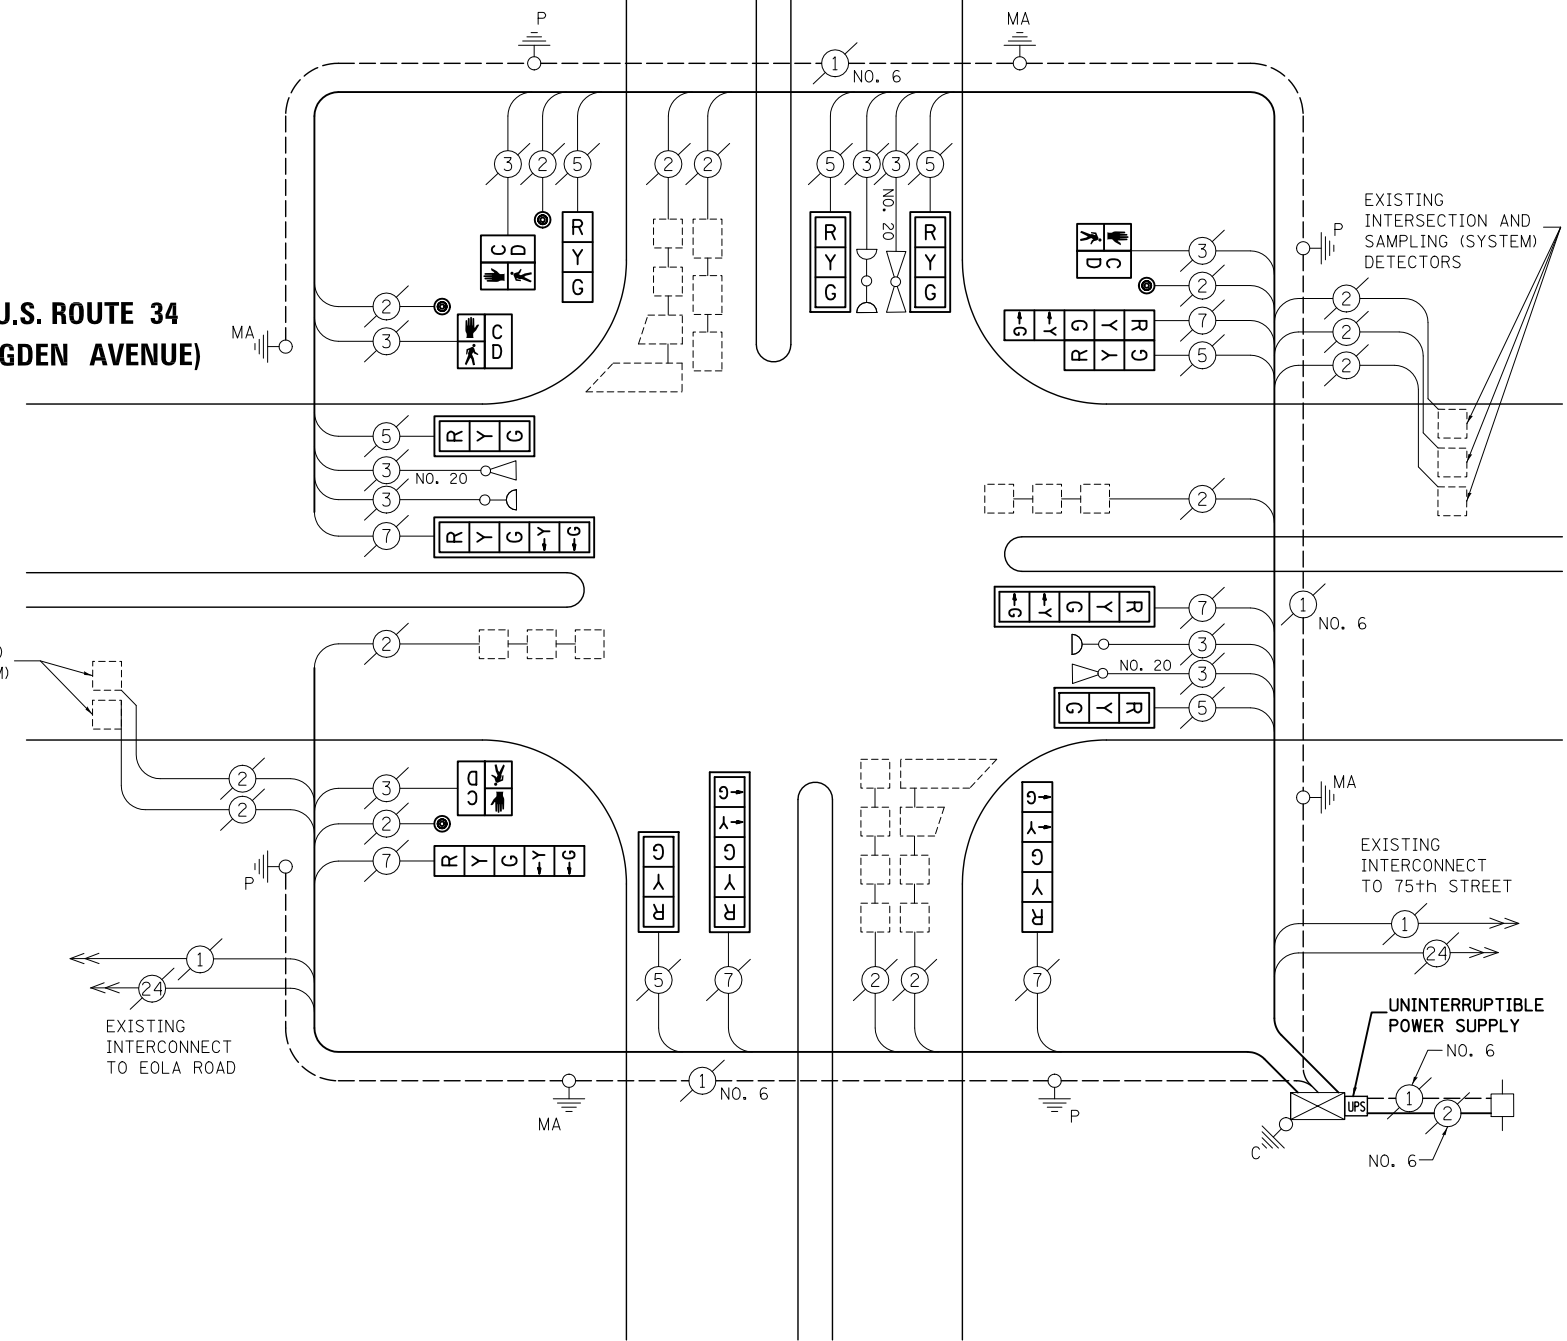 P
MA
1
NO. 6
3
2
5
2
2
5
3
3
5
NO. 20
R
Y
G
R
Y
G
R
Y
G
C
D
C
D
3
2
7
5
R Y G Y G
R Y G
EXISTING
INTERSECTION AND
SAMPLING (SYSTEM)
DETECTORS
P
2
2
2
U.S. ROUTE 34
GDEN AVENUE)
MA
2
3
C
D
5
R Y G
3
NO. 20
3
7
R Y G Y G
2
2
R Y G Y G
7
3
NO. 20
3
R Y G
5
1
NO. 6
)
M)
2
2
2
3
C
D
2
7
R Y G Y G
P
G
Y
R
G
Y
G
Y
R
G
Y
G
Y
R
5
7
2
2
7
MA
EXISTING
INTERCONNECT
TO 75th STREET
1
24
1
24
EXISTING
INTERCONNECT
TO EOLA ROAD
UNINTERRUPTIBLE
POWER SUPPLY
NO. 6
1
UPS
2
NO. 6
C
MA
1
NO. 6
P